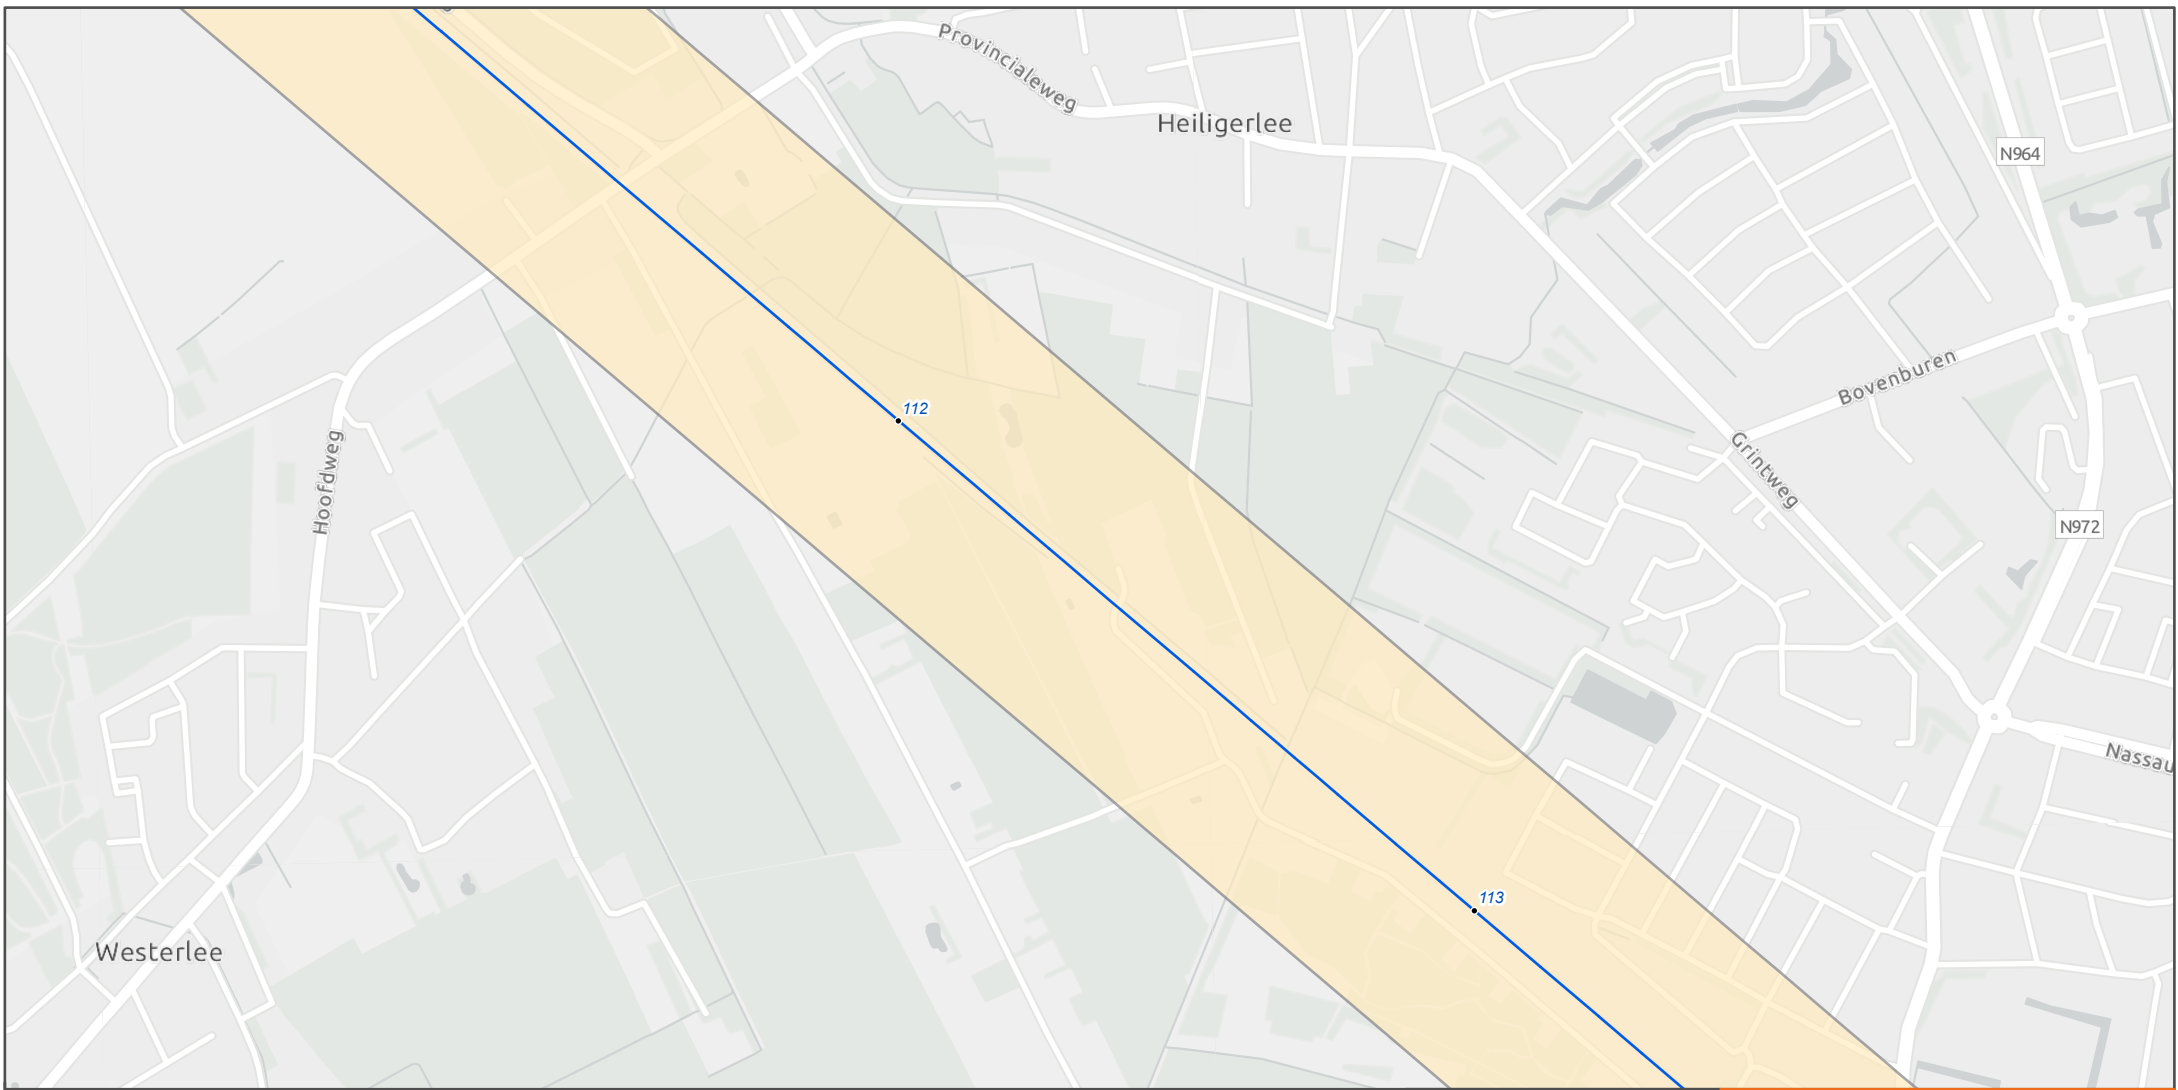 Provincialeweg
Heiligerlee
N964
Bovenburen
112
Hoofdweg
Grintweg
N972
Nassau
113
Westerlee